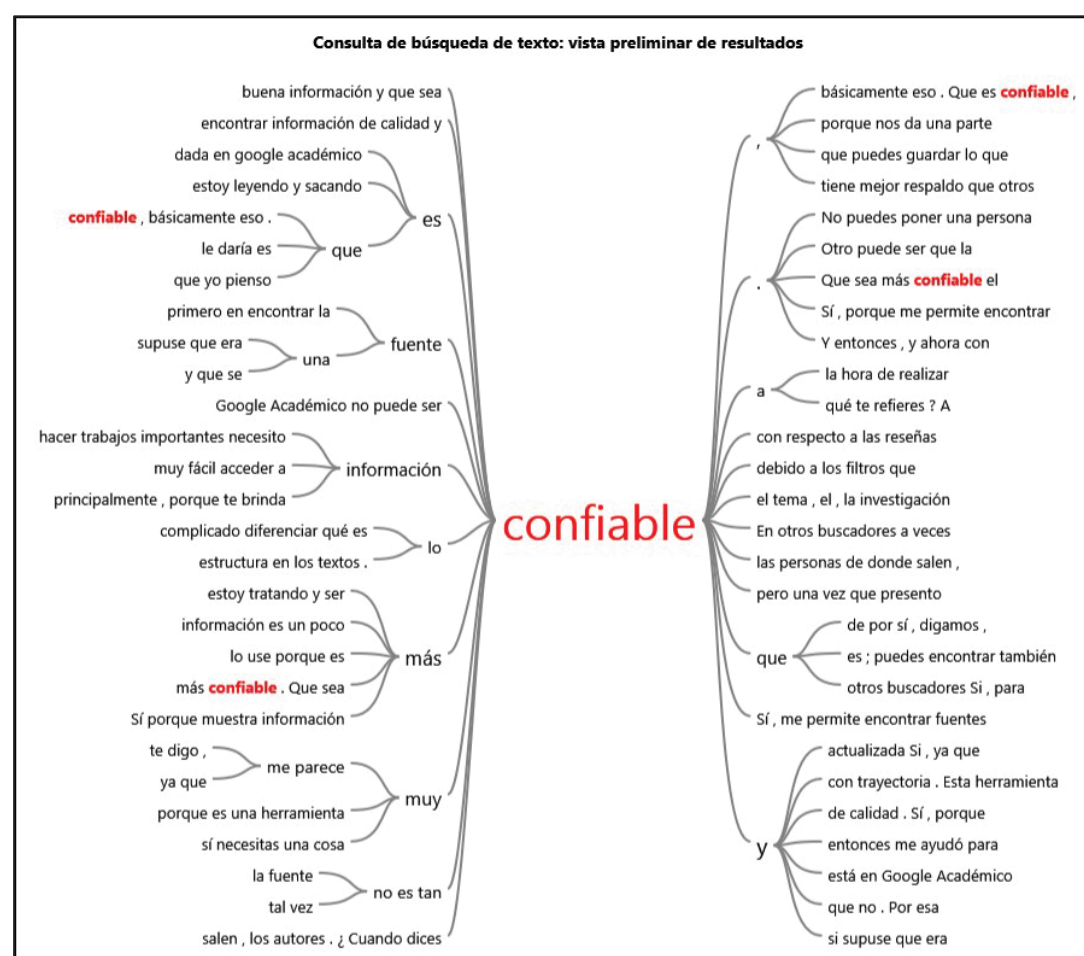 Consulta de búsqueda de texto: vista preliminar de resultados
buena información y que sea
encontrar información de calidad y
dada en google académico
estoy leyendo y sacando
confiable , básicamente eso .
le daría es
que yo pienso
que
es
primero en encontrar la
supuse que era
y que se
una
fuente
Google Académico no puede ser
hacer trabajos importantes necesito
muy fácil acceder a
principalmente , porque te brinda
información
complicado diferenciar qué es
estructura en los textos .
lo
estoy tratando y ser
información es un poco
lo use porque es
más confiable . Que sea
Sí porque muestra información
más
te digo ,
ya que
me parece
porque es una herramienta
sí necesitas una cosa
muy
la fuente
tal vez
no es tan
salen , los autores . ¿ Cuando dices
confiable
,
básicamente eso . Que es confiable ,
porque nos da una parte
que puedes guardar lo que
tiene mejor respaldo que otros
.
No puedes poner una persona
Otro puede ser que la
Que sea más confiable el
Sí , porque me permite encontrar
Y entonces , y ahora con
a
la hora de realizar
qué te refieres ? A
con respecto a las reseñas
debido a los filtros que
el tema , el , la investigación
En otros buscadores a veces
las personas de donde salen ,
pero una vez que presento
que
de por sí , digamos ,
es ; puedes encontrar también
otros buscadores Si , para
Sí , me permite encontrar fuentes
y
actualizada Si , ya que
con trayectoria . Esta herramienta
de calidad . Sí , porque
entonces me ayudó para
está en Google Académico
que no . Por esa
si supuse que era